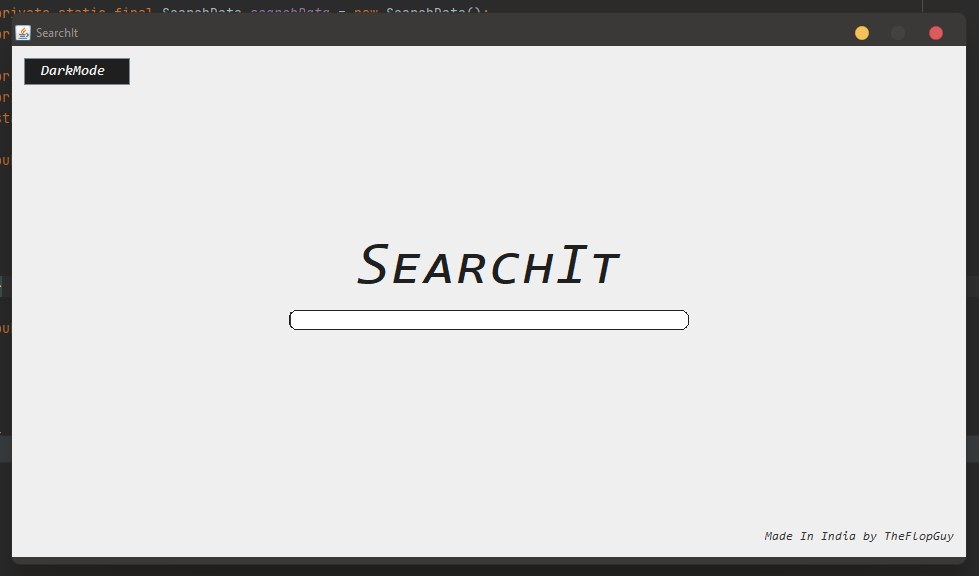 private static final SearchData searchData = new SearchData();
SearchIt
DarkMode
SearchIt
Made In India by TheFlopGuy